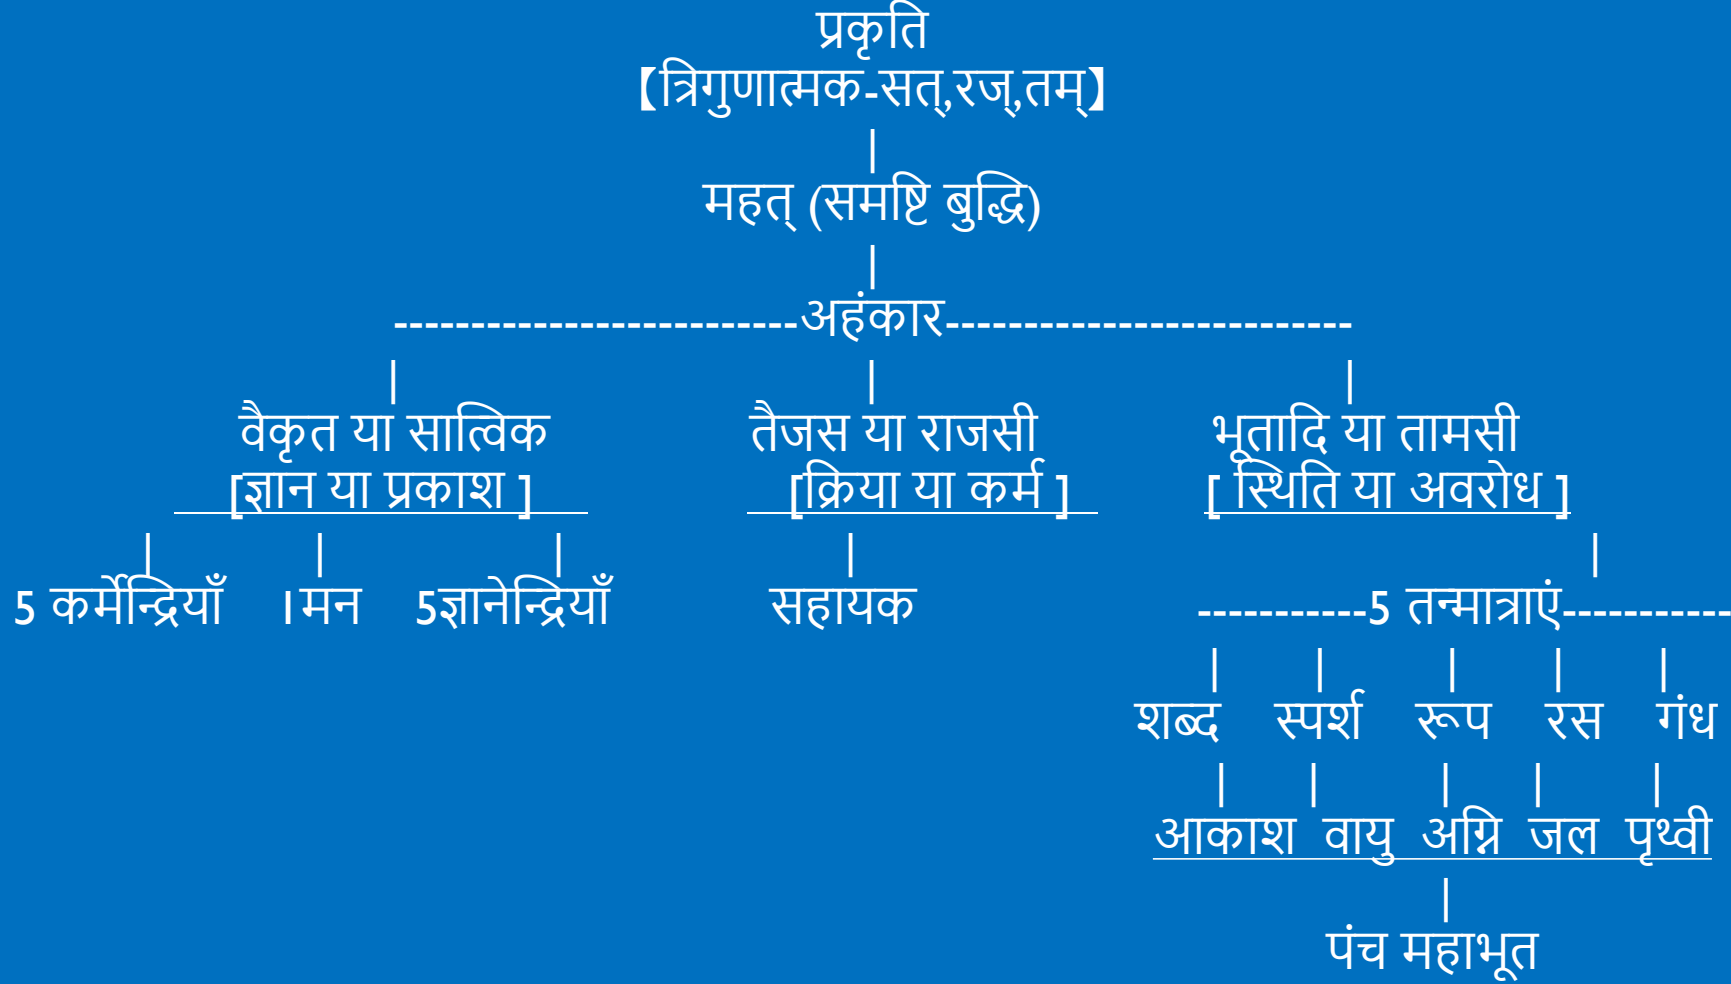 प्रकृति
【त्रिगुणात्मक-सत्,रज्,तम्】
|
महत् (समष्टि बुद्धि)
|
--------------------------अहंकार--------------------------
| | |
वैकृत या सात्विक तैजस या राजसी भूतादि या तामसी
[ज्ञान या प्रकाश ] [क्रिया या कर्म ] [ स्थिति या अवरोध ]
| | | | |
5 कर्मेन्द्रियाँ ।मन 5ज्ञानेन्द्रियाँ सहायक -----------5 तन्मात्राएं-----------
| | | | |
शब्द स्पर्श रूप रस गंध
| | | | |
आकाश वायु अग्नि जल पृथ्वी
|
पंच महाभूत